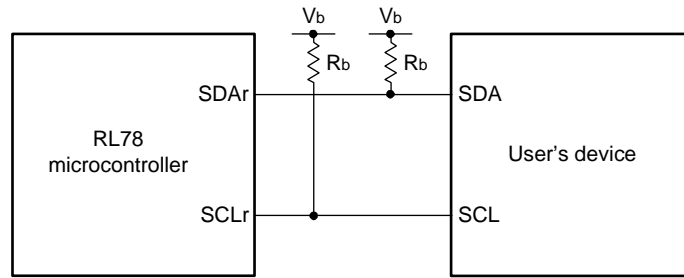 Vb Vb
Rb Rb
SDAr SDA
RL78
microcontroller
User's device
SCLr SCL